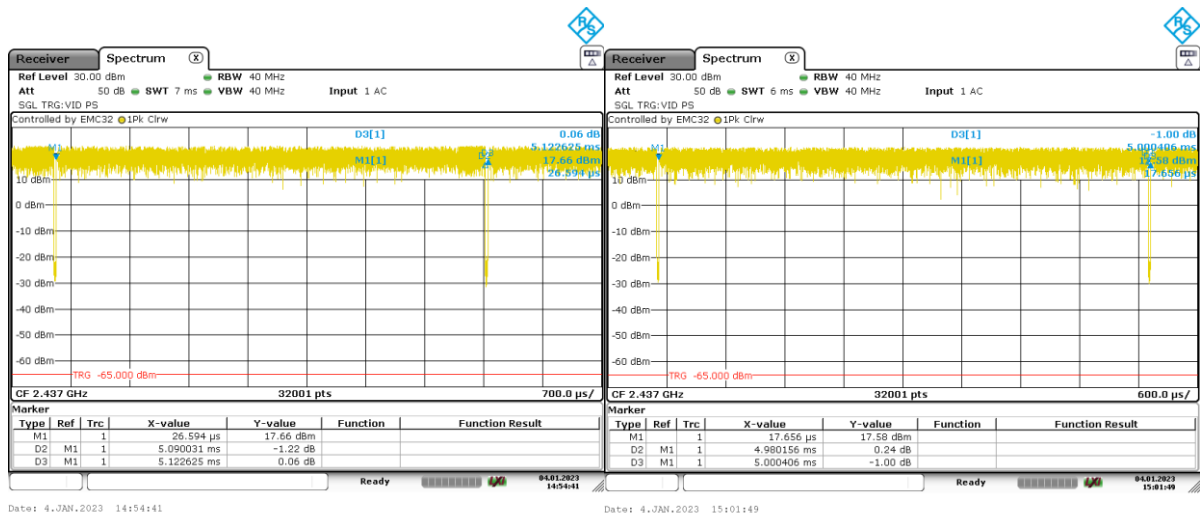 R&S
Receiver Spectrum X
Ref Level 30.00 dBm RBW 40 MHz
Att 50 dB SWT 7 ms VBW 40 MHz Input 1 AC
SGL TRG:VID PS
Controlled by EMC32 1Pk Clrw
D3[1] 0.06 dB
5.122625 ms
M1[1] 17.66 dBm
26.594 µs
M1
D3
10 dBm
0 dBm
-10 dBm
-20 dBm
-30 dBm
-40 dBm
-50 dBm
-60 dBm
TRG -65.000 dBm
CF 2.437 GHz 32001 pts 700.0 µs/
Marker
Type Ref Trc X-value Y-value Function Function Result
M1 1 26.594 µs 17.66 dBm
D2 M1 1 5.090031 ms -1.22 dB
D3 M1 1 5.122625 ms 0.06 dB
Ready LXI 04.01.2023
14:54:41
Date: 4.JAN.2023 14:54:41
R&S
Receiver Spectrum X
Ref Level 30.00 dBm RBW 40 MHz
Att 50 dB SWT 6 ms VBW 40 MHz Input 1 AC
SGL TRG:VID PS
Controlled by EMC32 1Pk Clrw
D3[1] -1.00 dB
5.000406 ms
M1[1] 17.58 dBm
17.656 µs
M1
10 dBm
0 dBm
-10 dBm
-20 dBm
-30 dBm
-40 dBm
-50 dBm
-60 dBm
TRG -65.000 dBm
CF 2.437 GHz 32001 pts 600.0 µs/
Marker
Type Ref Trc X-value Y-value Function Function Result
M1 1 17.656 µs 17.58 dBm
D2 M1 1 4.980156 ms 0.24 dB
D3 M1 1 5.000406 ms -1.00 dB
Ready LXI 04.01.2023
15:01:49
Date: 4.JAN.2023 15:01:49